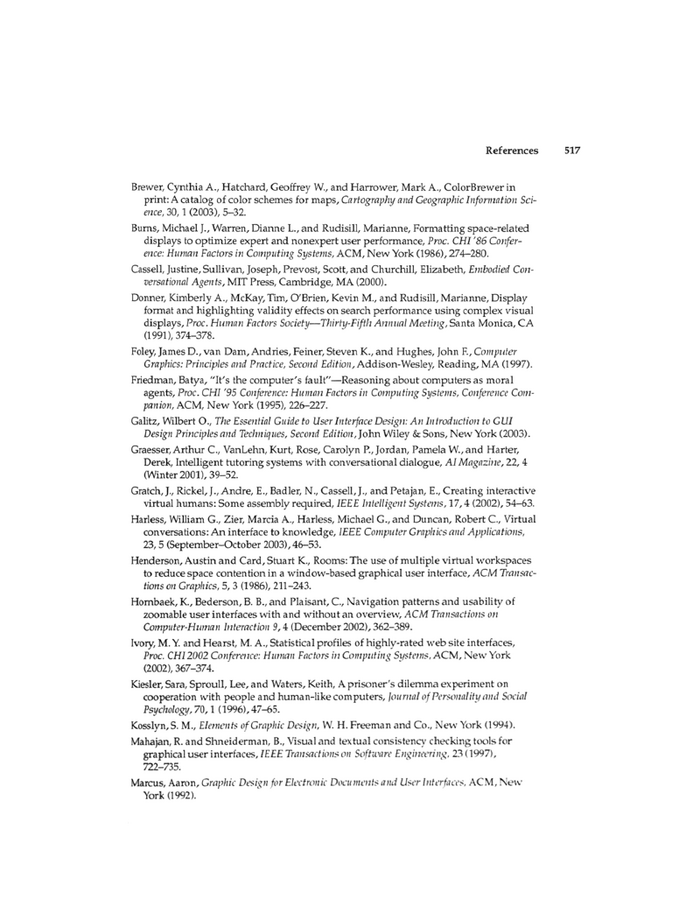 References 517
Brewer, Cynthia A., Hatchard, Geoffrey W., and Harrower, Mark A., ColorBrewer in
print: A catalog of color schemes for maps, Cartography and Geographic Information Sci-
ence, 30, 1 (2003), 5–32.
Burns, Michael J., Warren, Dianne L., and Rudisill, Marianne, Formatting space-related
displays to optimize expert and nonexpert user performance, Proc. CHI '86 Confer-
ence: Human Factors in Computing Systems, ACM, New York (1986), 274–280.
Cassell, Justine, Sullivan, Joseph, Prevost, Scott, and Churchill, Elizabeth, Embodied Con-
versational Agents, MIT Press, Cambridge, MA (2000).
Donner, Kimberly A., McKay, Tim, O'Brien, Kevin M., and Rudisill, Marianne, Display
format and highlighting validity effects on search performance using complex visual
displays, Proc. Human Factors Society—Thirty-Fifth Annual Meeting, Santa Monica, CA
(1991), 374–378.
Foley, James D., van Dam, Andries, Feiner, Steven K., and Hughes, John F., Computer
Graphics: Principles and Practice, Second Edition, Addison-Wesley, Reading, MA (1997).
Friedman, Batya, "It's the computer's fault"—Reasoning about computers as moral
agents, Proc. CHI '95 Conference: Human Factors in Computing Systems, Conference Com-
panion, ACM, New York (1995), 226–227.
Galitz, Wilbert O., The Essential Guide to User Interface Design: An Introduction to GUI
Design Principles and Techniques, Second Edition, John Wiley & Sons, New York (2003).
Graesser, Arthur C., VanLehn, Kurt, Rose, Carolyn P., Jordan, Pamela W., and Harter,
Derek, Intelligent tutoring systems with conversational dialogue, AI Magazine, 22, 4
(Winter 2001), 39–52.
Gratch, J., Rickel, J., Andre, E., Badler, N., Cassell, J., and Petajan, E., Creating interactive
virtual humans: Some assembly required, IEEE Intelligent Systems, 17, 4 (2002), 54–63.
Harless, William G., Zier, Marcia A., Harless, Michael G., and Duncan, Robert C., Virtual
conversations: An interface to knowledge, IEEE Computer Graphics and Applications,
23, 5 (September–October 2003), 46–53.
Henderson, Austin and Card, Stuart K., Rooms: The use of multiple virtual workspaces
to reduce space contention in a window-based graphical user interface, ACM Transac-
tions on Graphics, 5, 3 (1986), 211–243.
Hornbaek, K., Bederson, B. B., and Plaisant, C., Navigation patterns and usability of
zoomable user interfaces with and without an overview, ACM Transactions on
Computer-Human Interaction 9, 4 (December 2002), 362–389.
Ivory, M. Y. and Hearst, M. A., Statistical profiles of highly-rated web site interfaces,
Proc. CHI 2002 Conference: Human Factors in Computing Systems, ACM, New York
(2002), 367–374.
Kiesler, Sara, Sproull, Lee, and Waters, Keith, A prisoner's dilemma experiment on
cooperation with people and human-like computers, Journal of Personality and Social
Psychology, 70, 1 (1996), 47–65.
Kosslyn, S. M., Elements of Graphic Design, W. H. Freeman and Co., New York (1994).
Mahajan, R. and Shneiderman, B., Visual and textual consistency checking tools for
graphical user interfaces, IEEE Transactions on Software Engineering, 23 (1997),
722–735.
Marcus, Aaron, Graphic Design for Electronic Documents and User Interfaces, ACM, New
York (1992).